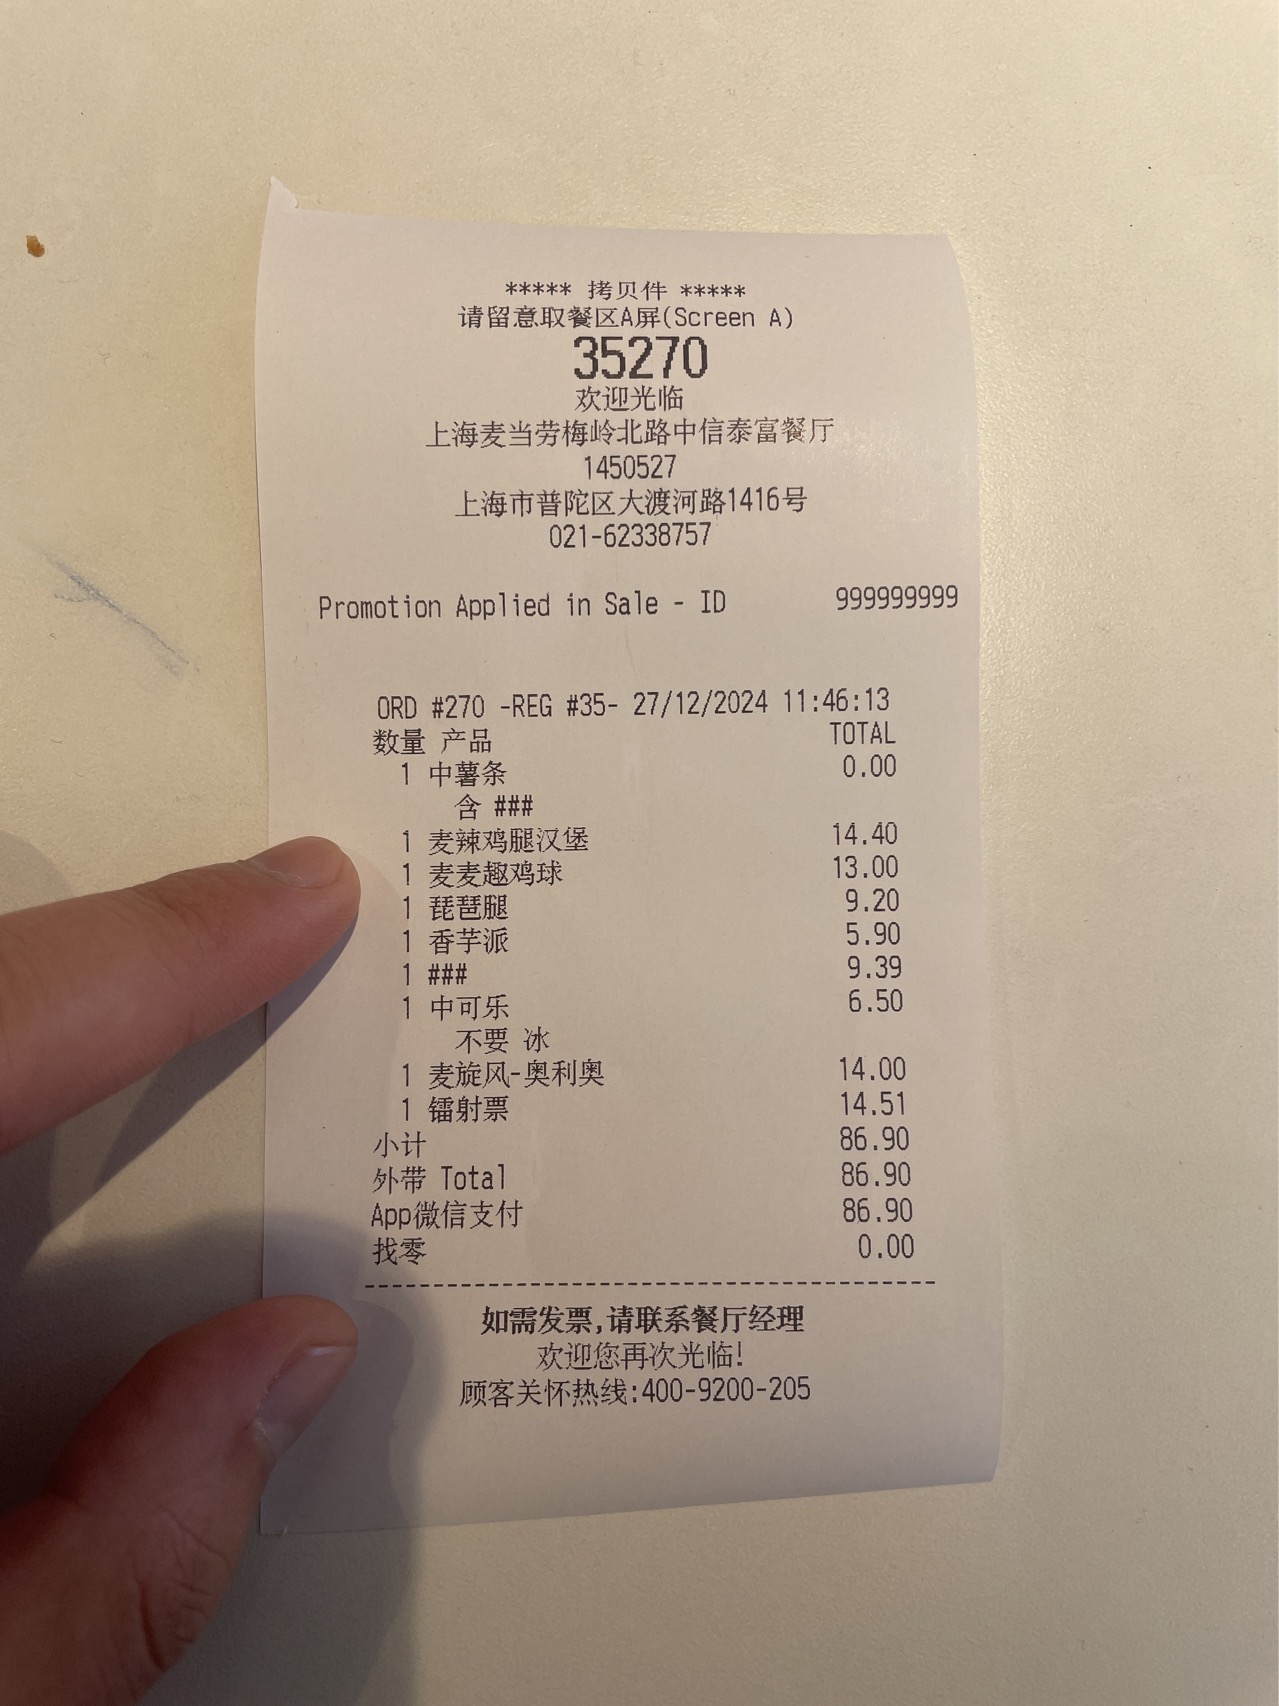 ***** 拷贝件 *****
请留意取餐区A屏(Screen A)
35270
欢迎光临
上海麦当劳梅岭北路中信泰富餐厅
1450527
上海市普陀区大渡河路1416号
021-62338757
Promotion Applied in Sale - ID 999999999
ORD #270 -REG #35- 27/12/2024 11:46:13
数量 产品 TOTAL
1 中薯条 0.00
含 ###
1 麦辣鸡腿汉堡 14.40
1 麦麦趣鸡球 13.00
1 琵琶腿 9.20
1 香芋派 5.90
1 ### 9.39
1 中可乐 6.50
不要 冰
1 麦旋风-奥利奥 14.00
1 镭射票 14.51
小计 86.90
外带 Total 86.90
App微信支付 86.90
找零 0.00
--------------------------------------------
如需发票,请联系餐厅经理
欢迎您再次光临!
顾客关怀热线:400-9200-205